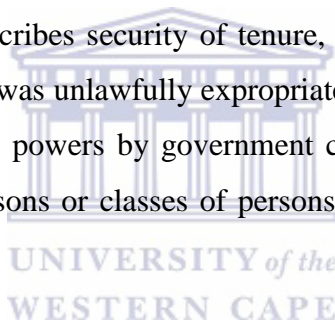 cribes security of tenure,
was unlawfully expropriate
powers by government c
sons or classes of persons
UNIVERSITY of the
WESTERN CAPE